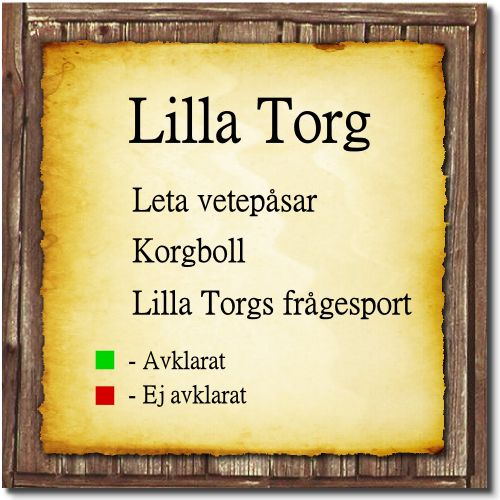 Lilla Torg
Leta vetepåsar
Korgboll
Lilla Torgs frågesport
- Avklarat
- Ej avklarat